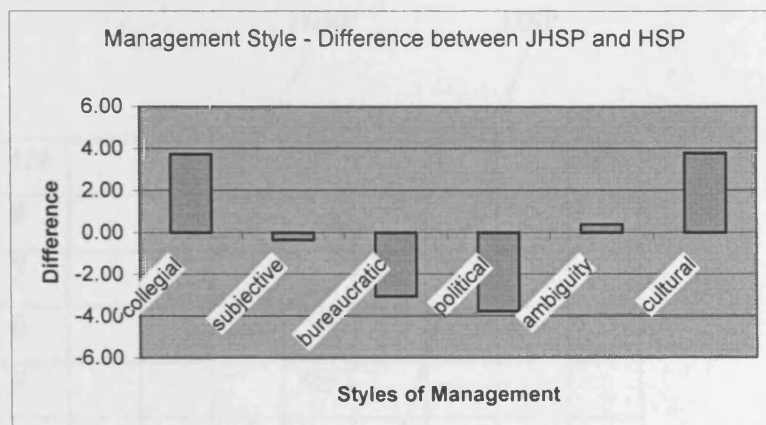 Management Style - Difference between JHSP and HSP
6.00
4.00
2.00
0.00
-2.00
-4.00
-6.00
Difference
collegial
subjective
bureaucratic
political
ambiguity
cultural
Styles of Management